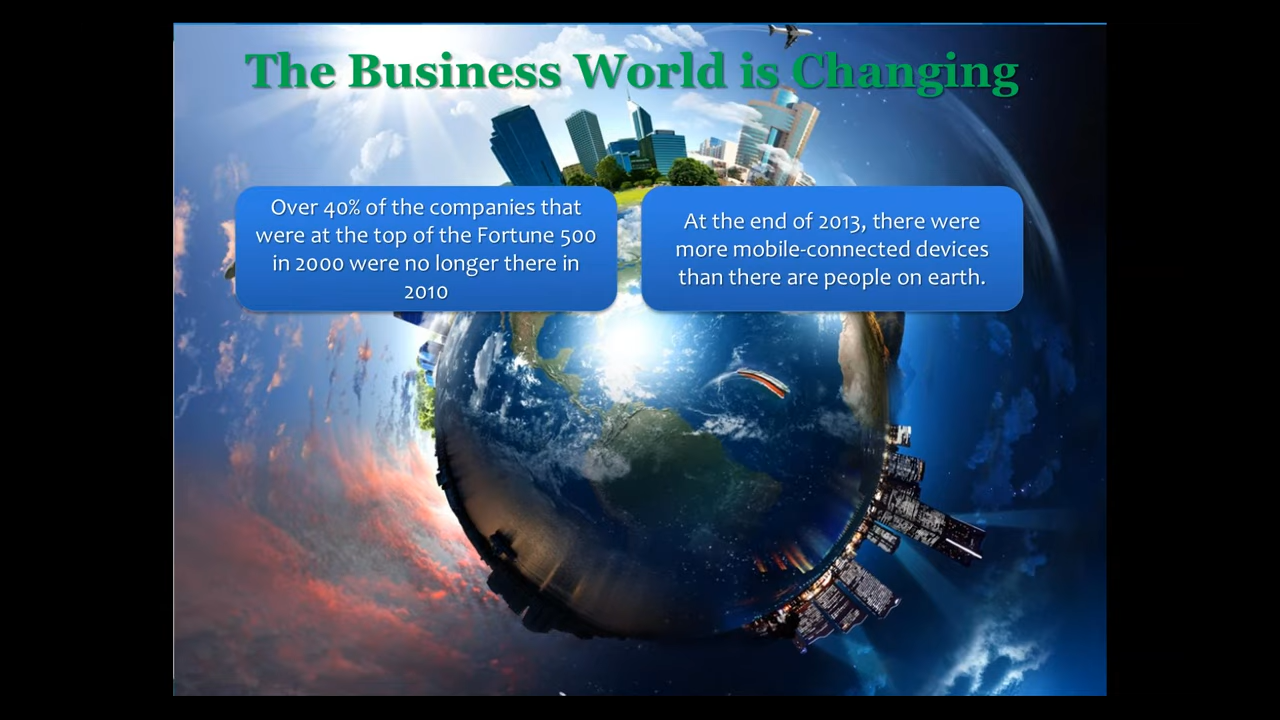 The Business World is Changing
Over 40% of the companies that
were at the top of the Fortune 500
in 2000 were no longer there in
2010
At the end of 2013, there were
more mobile-connected devices
than there are people on earth.